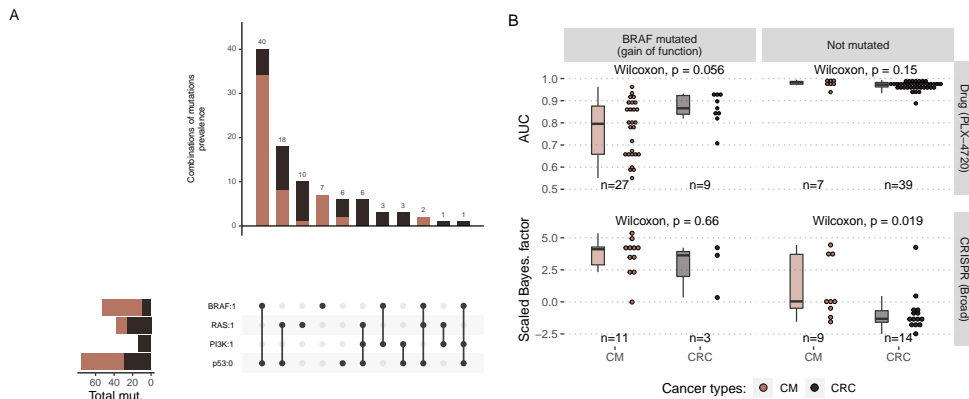 A
40
18
10
7
6
6
3
3
2
1
1
Combinations of mutations
prevalence
40
30
20
10
0
BRAF:1
RAS:1
PI3K:1
p53:0
60 40 20 0
Total mut.
B
BRAF mutated
(gain of function)
Not mutated
Wilcoxon, p = 0.056
Wilcoxon, p = 0.15
AUC
1.0
0.9
0.8
0.7
0.6
0.5
n=27
n=9
n=7
n=39
Drug (PLX−4720)
Wilcoxon, p = 0.66
Wilcoxon, p = 0.019
Scaled Bayes. factor
5.0
2.5
0.0
−2.5
n=11
n=3
n=9
n=14
CRISPR (Broad)
CM
CRC
CM
CRC
Cancer types:
CM
CRC